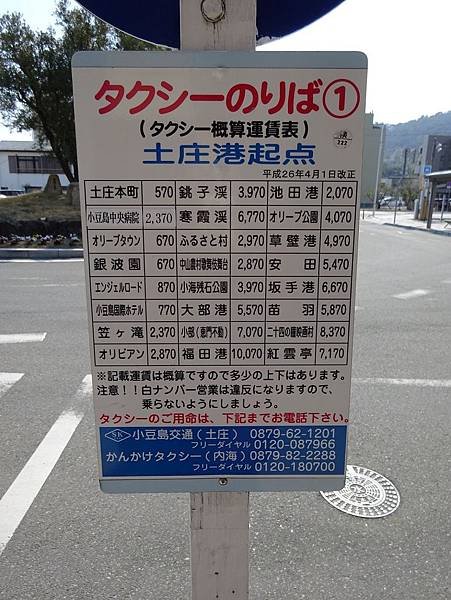 タクシーのりば①
(タクシー概算運賃表)
土庄港起点
平成26年4月1日改正
土庄本町 570 銚子渓 3,970 池田港 2,070
小豆島中央病院 2,370 寒霞渓 6,770 オリーブ公園 4,070
オリーブタウン 670 ふるさと村 2,970 草壁港 4,970
銀波園 670 中山農村歌舞伎舞台 2,870 安田 5,470
エンジェルロード 870 小海残石公園 3,970 坂手港 6,670
小豆島国際ホテル 770 大部港 5,570 苗羽 5,870
笠ヶ滝 2,370 小部(恵門不動) 7,070 二十四の瞳映画村 8,370
オリビアン 2,870 福田港 10,070 紅雲亭 7,170
※記載運賃は概算ですので多少の上下はあります。
注意!!白ナンバー営業は違反になりますので、
乗らないようにしましょう。
タクシーのご用命は、下記までお電話下さい。
小豆島交通(土庄) 0879-62-1201
フリーダイヤル 0120-087966
かんかけタクシー(内海) 0879-82-2288
フリーダイヤル 0120-180700